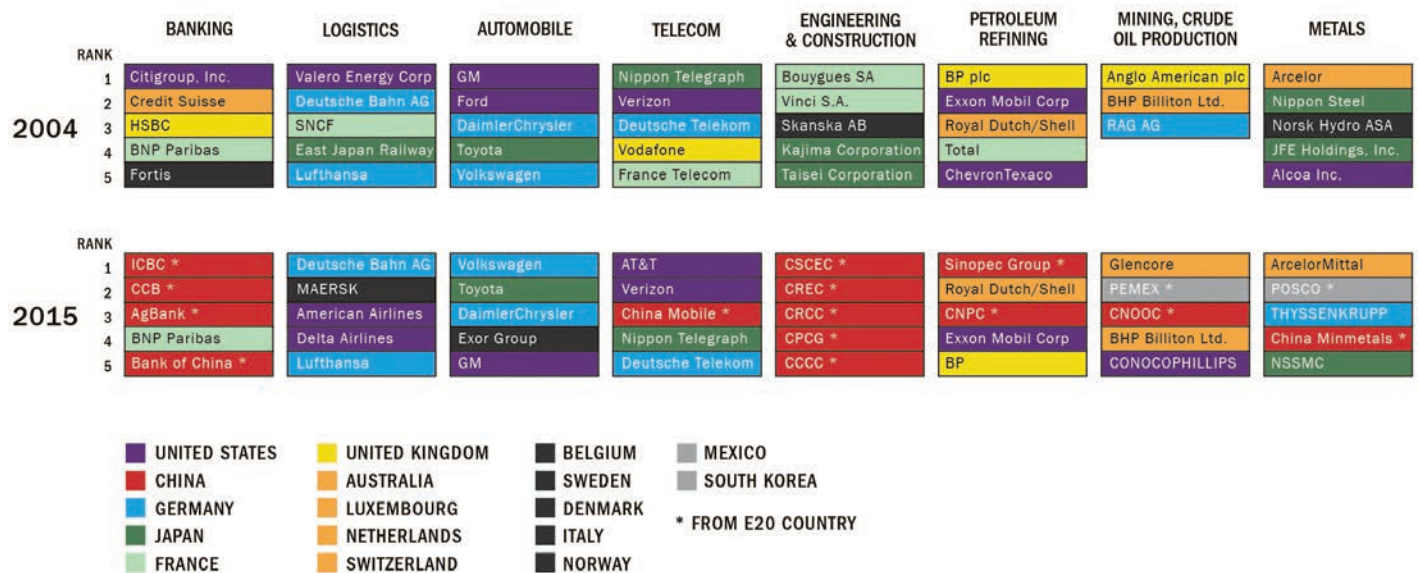 BANKING LOGISTICS AUTOMOBILE TELECOM ENGINEERING & CONSTRUCTION PETROLEUM REFINING MINING, CRUDE OIL PRODUCTION METALS
RANK
2004
1 Citigroup, Inc. Valero Energy Corp GM Nippon Telegraph Bouygues SA BP plc Anglo American plc Arcelor
2 Credit Suisse Deutsche Bahn AG Ford Verizon Vinci S.A. Exxon Mobil Corp BHP Billiton Ltd. Nippon Steel
3 HSBC SNCF DaimlerChrysler Deutsche Telekom Skanska AB Royal Dutch/Shell RAG AG Norsk Hydro ASA
4 BNP Paribas East Japan Railway Toyota Vodafone Kajima Corporation Total JFE Holdings, Inc.
5 Fortis Lufthansa Volkswagen France Telecom Taisei Corporation ChevronTexaco Alcoa Inc.
RANK
2015
1 ICBC * Deutsche Bahn AG Volkswagen AT&T CSCEC * Sinopec Group * Glencore ArcelorMittal
2 CCB * MAERSK Toyota Verizon CREC * Royal Dutch/Shell PEMEX * POSCO *
3 AgBank * American Airlines DaimlerChrysler China Mobile * CRCC * CNPC * CNOOC * THYSSENKRUPP
4 BNP Paribas Delta Airlines Exor Group Nippon Telegraph CPCG * Exxon Mobil Corp BHP Billiton Ltd. China Minmetals *
5 Bank of China * Lufthansa GM Deutsche Telekom CCCC * BP CONOCOPHILLIPS NSSMC
UNITED STATES UNITED KINGDOM BELGIUM MEXICO
CHINA AUSTRALIA SWEDEN SOUTH KOREA
GERMANY LUXEMBOURG DENMARK
* FROM E20 COUNTRY
JAPAN NETHERLANDS ITALY
FRANCE SWITZERLAND NORWAY